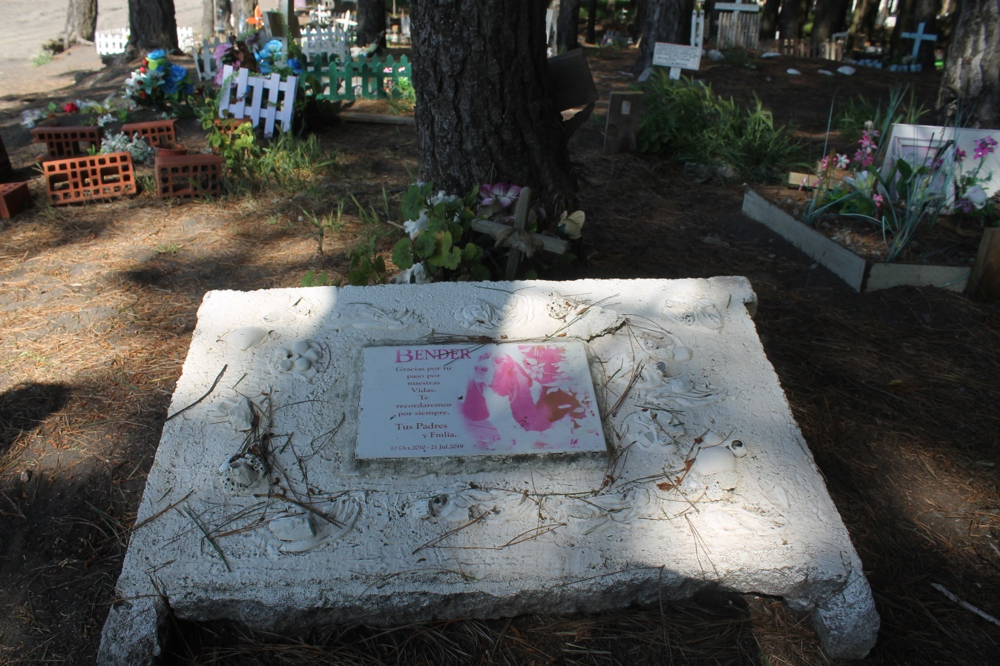 BENDER
Gracias por tu
paso por
nuestras
Vidas.
Te
recordaremos
por siempre.
Tus Padres
y Fmlia.
10 Oct.2010 - 21 Jul.2019